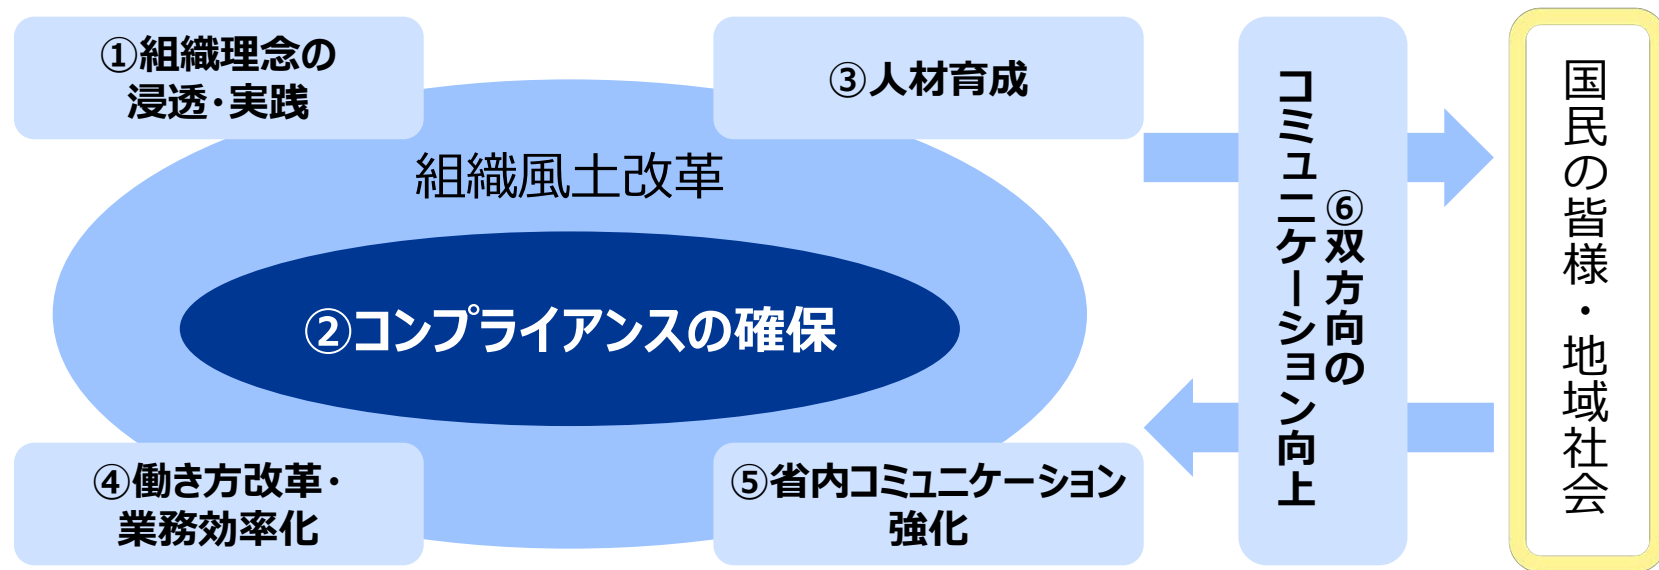 ①組織理念の
浸透・実践
③人材育成
組織風土改革
②コンプライアンスの確保
④働き方改革・
業務効率化
⑤省内コミュニケーション
強化
⑥双方向の
コミュニケーション向上
国民の皆様・地域社会